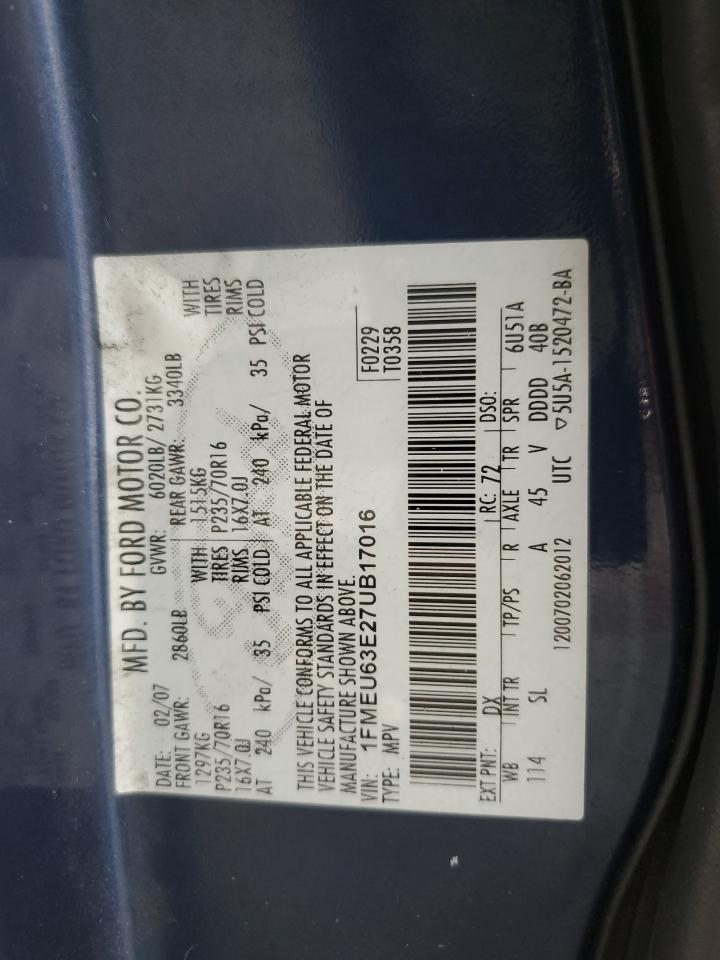 MFD. BY FORD MOTOR CO.
DATE: 02/07 GVWR: 6020LB/ 2731KG
FRONT GAWR: 2860LB REAR GAWR: 3340LB
1297KG WITH 1515KG WITH
P235/70R16 TIRES P235/70R16 TIRES
16X7.0J RIMS 16X7.0J RIMS
AT 240 kPa/ 35 PSI COLD AT 240 kPa/ 35 PSI COLD
THIS VEHICLE CONFORMS TO ALL APPLICABLE FEDERAL MOTOR
VEHICLE SAFETY STANDARDS IN EFFECT ON THE DATE OF
MANUFACTURE SHOWN ABOVE.
VIN: 1FMEU63E27UB17016 F0229
TYPE: MPV T0358
EXT PNT: DX RC: 72 DSO:
WB INT TR TP/PS R AXLE TR SPR 6U51A
114 SL A 45 V DDDD 40B
1200702062012 UTC ▽5U5A-1520472-BA